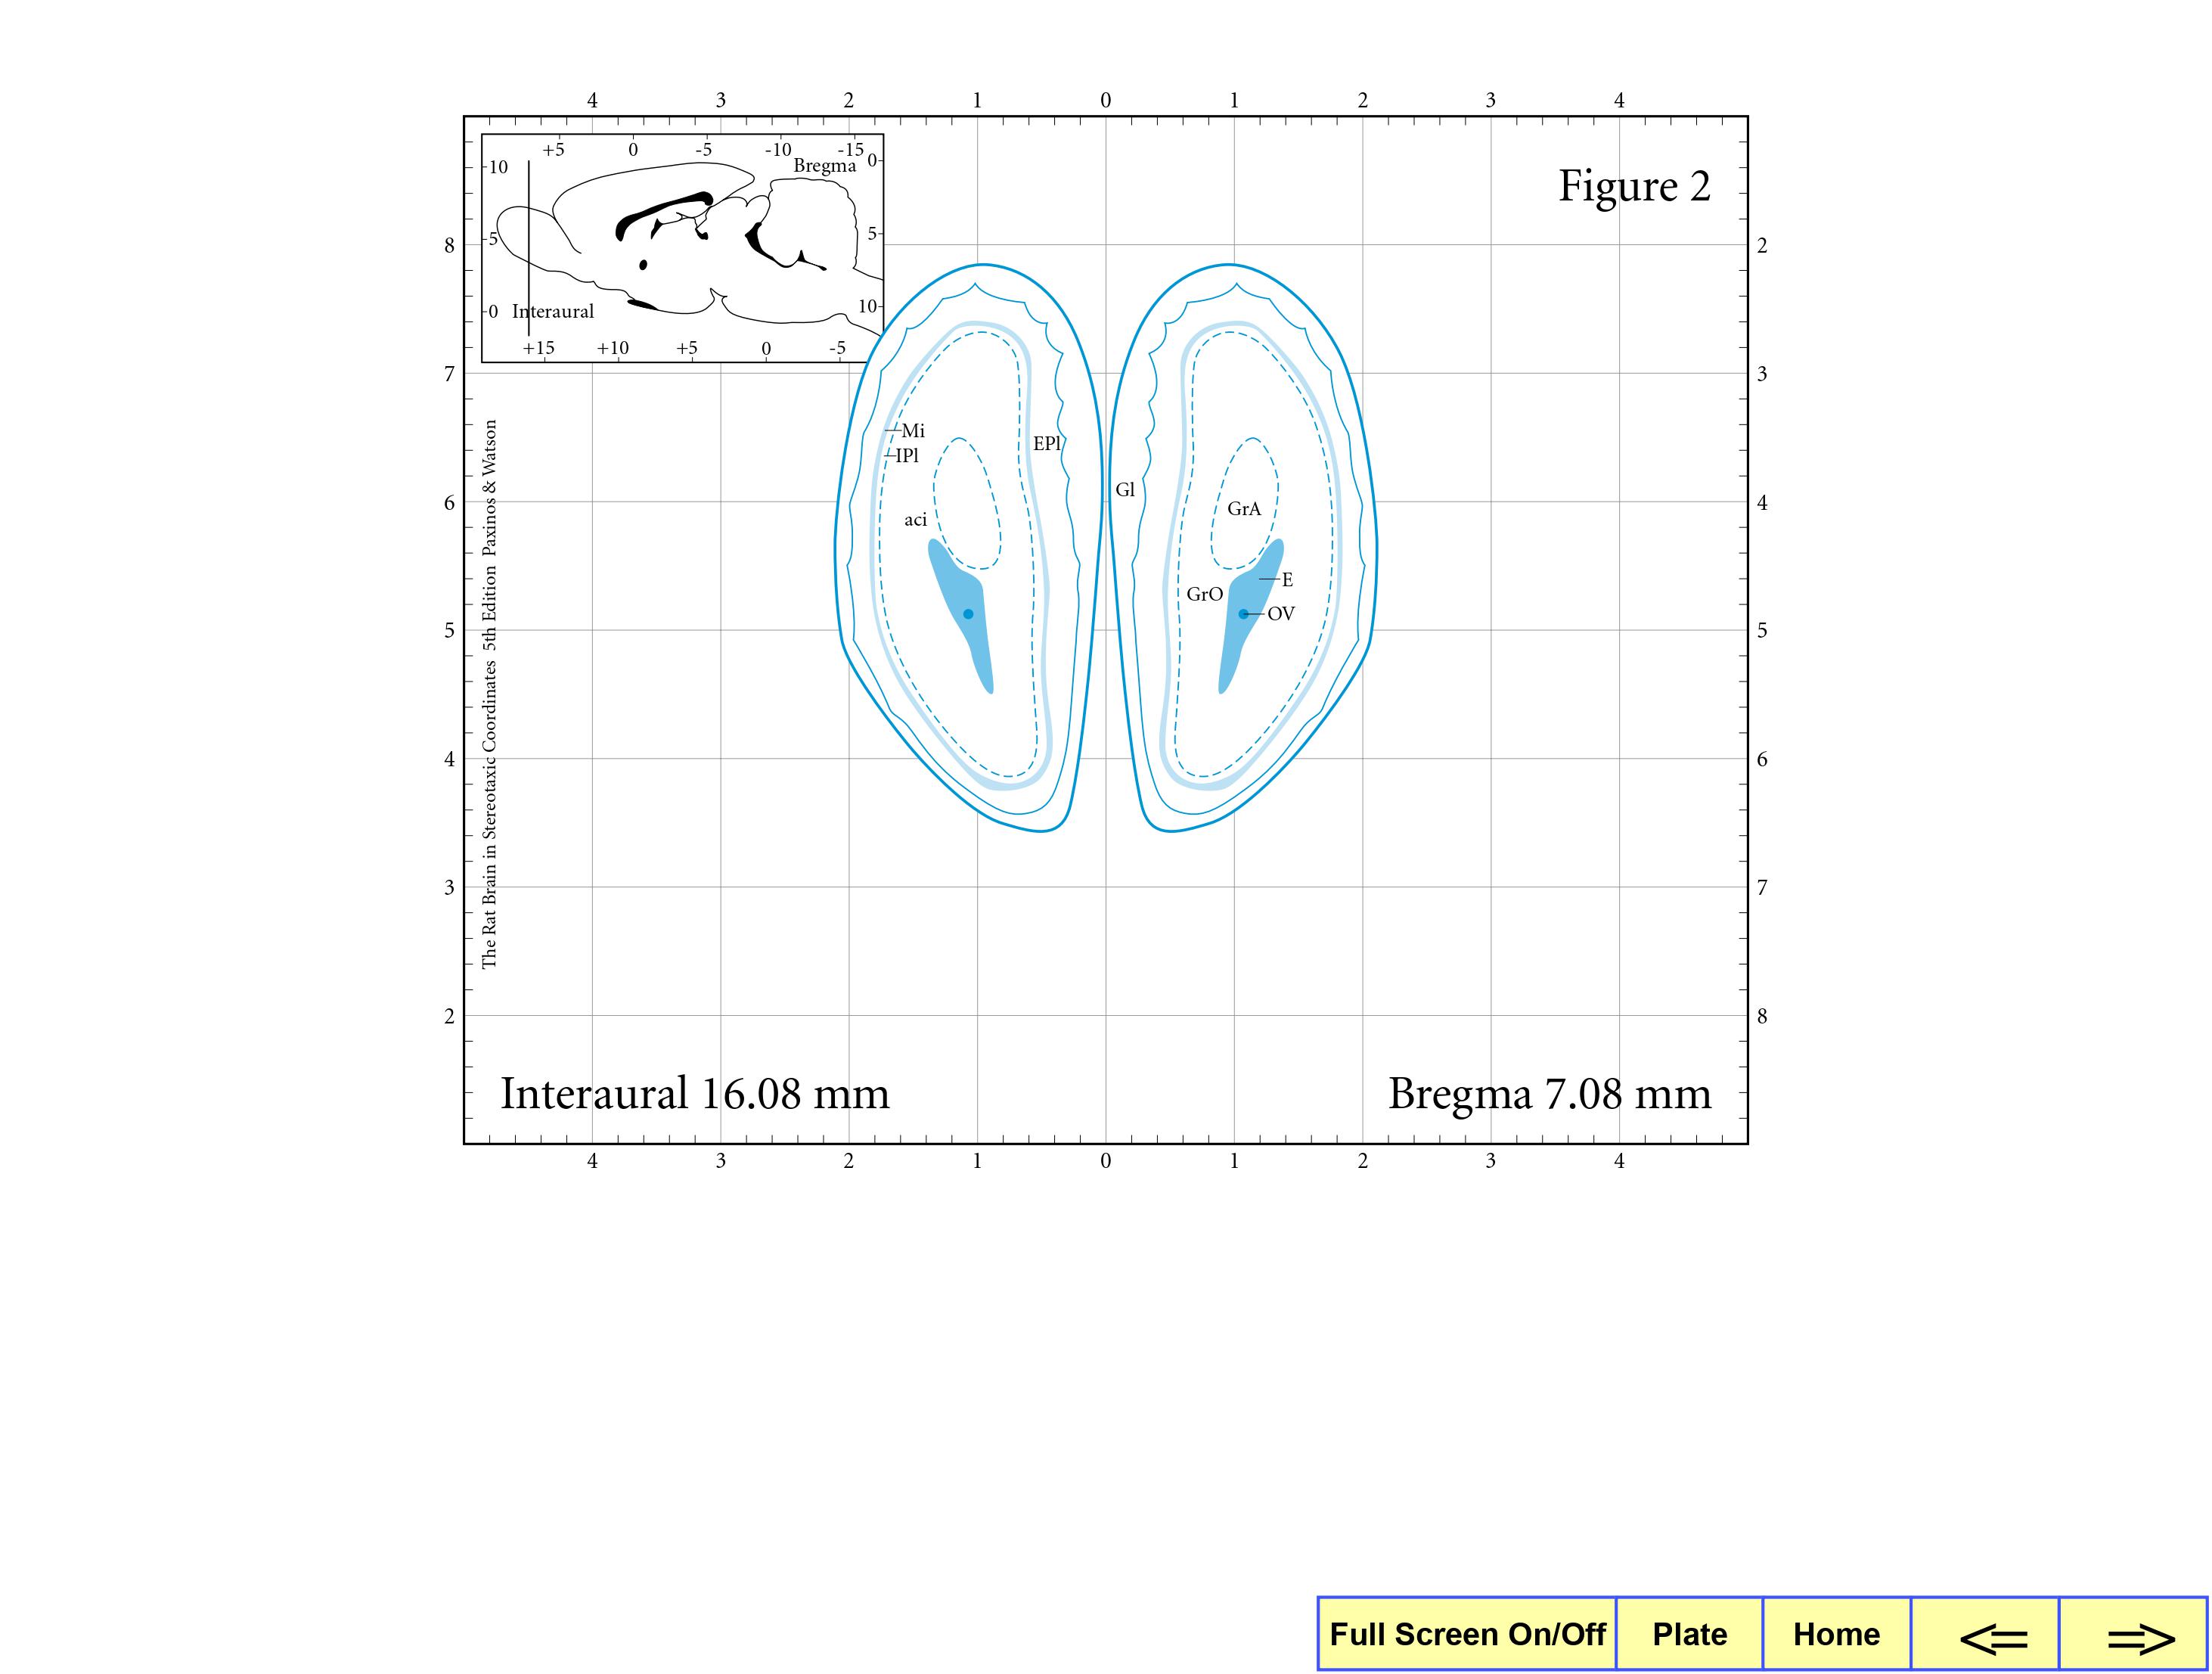 4 3 2 1 0 1 2 3 4
+5 0 -5 -10 -15
Bregma
10 0
5 5
0 Interaural 10
+15 +10 +5 0 -5
Figure 2
8 2
7 3
Mi
EPl
IPl
Gl
6 4
GrA
aci
E
GrO
OV
5 5
4 6
3 7
2 8
The Rat Brain in Stereotaxic Coordinates 5th Edition Paxinos & Watson
Interaural 16.08 mm
Bregma 7.08 mm
4 3 2 1 0 1 2 3 4
Full Screen On/Off Plate Home <= =>